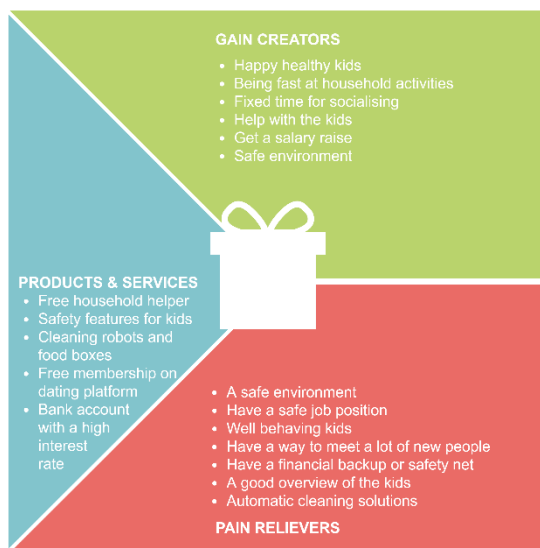 GAIN CREATORS
• Happy healthy kids
• Being fast at household activities
• Fixed time for socialising
• Help with the kids
• Get a salary raise
• Safe environment
PRODUCTS & SERVICES
• Free household helper
• Safety features for kids
• Cleaning robots and
food boxes
• Free membership on
dating platform
• Bank account
with a high
interest
rate
• A safe environment
• Have a safe job position
• Well behaving kids
• Have a way to meet a lot of new people
• Have a financial backup or safety net
• A good overview of the kids
• Automatic cleaning solutions
PAIN RELIEVERS